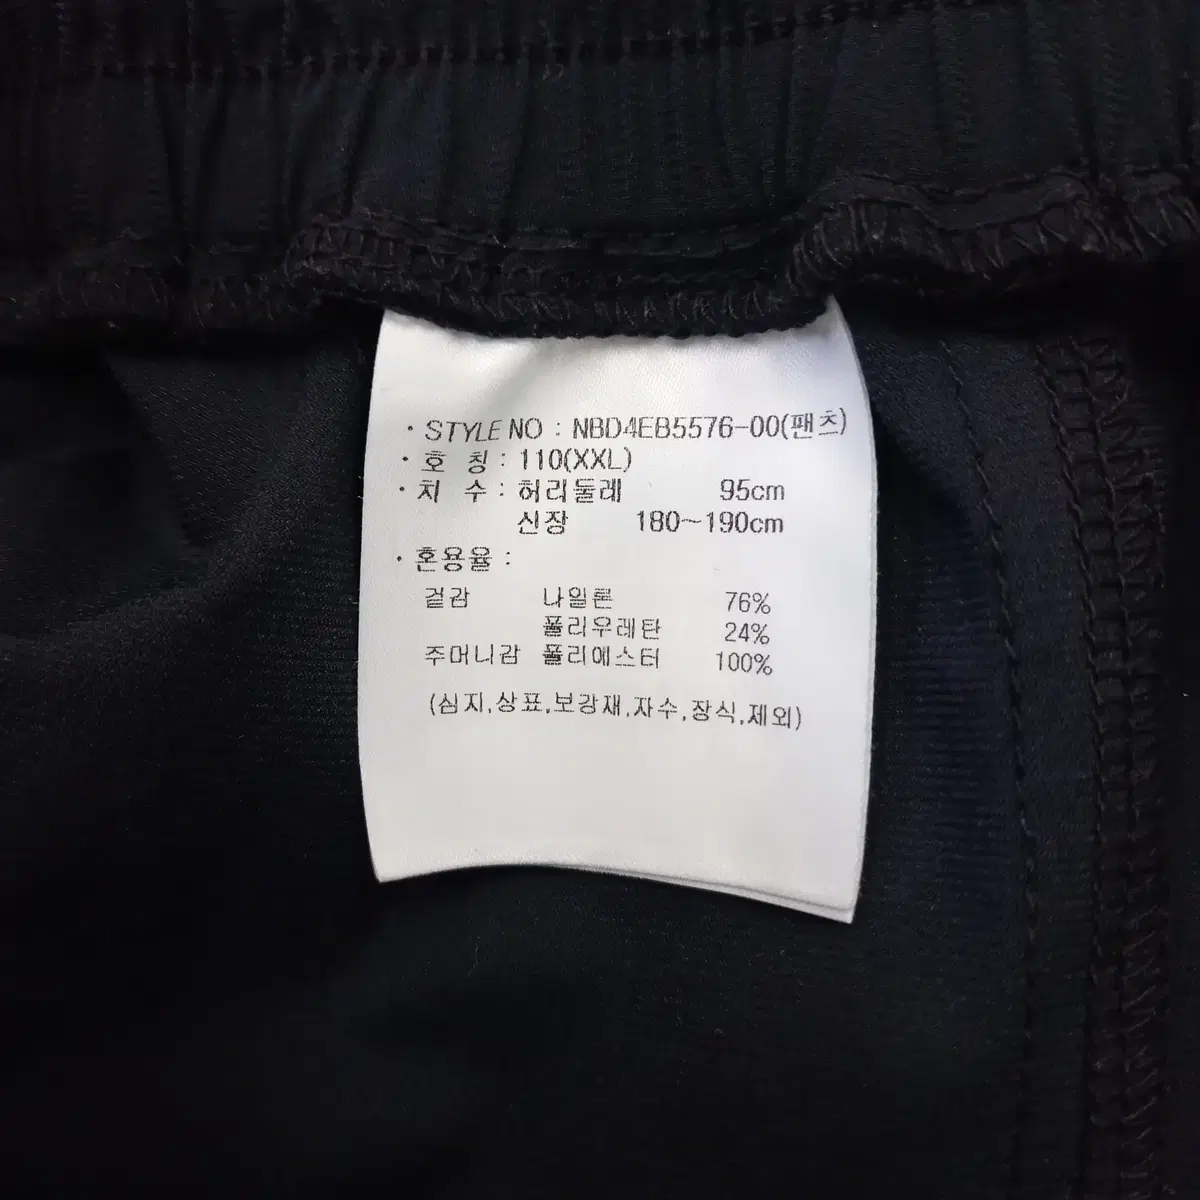 · STYLE NO : NBD4EB5576-00(팬츠)
· 호 칭 : 110(XXL)
· 치 수 : 허리둘레 95cm
신장 180~190cm
· 혼용율 :
겉감 나일론 76%
폴리우레탄 24%
주머니감 폴리에스터 100%
(심지,상표,보강재,자수,장식,제외)